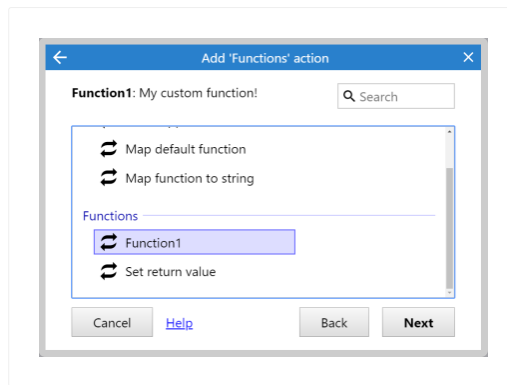 Add 'Functions' action
Function1: My custom function!
Search
Map default function
Map function to string
Functions
Function1
Set return value
Cancel
Help
Back
Next